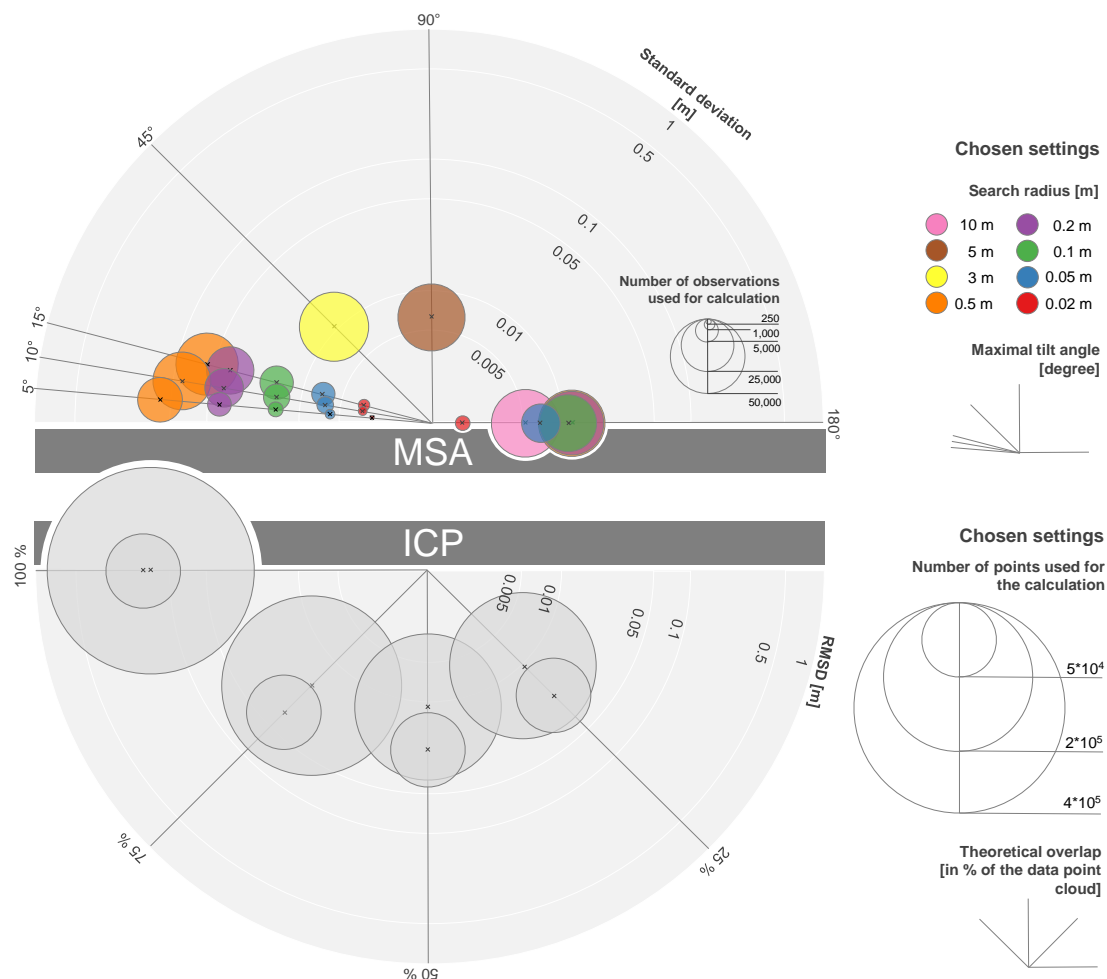 90°
Standard deviation
[m]
1
0.5
45°
0.1
0.05
0.01
0.005
15°
10°
5°
180°
Number of observations
used for calculation
250
1,000
5,000
25,000
50,000
Chosen settings
Search radius [m]
10 m
0.2 m
5 m
0.1 m
3 m
0.05 m
0.5 m
0.02 m
Maximal tilt angle
[degree]
MSA
ICP
100 %
0.005
0.01
0.05
0.1
0.5
1
RMSD [m]
75 %
50 %
25 %
Chosen settings
Number of points used for
the calculation
5*10⁴
2*10⁵
4*10⁵
Theoretical overlap
[in % of the data point
cloud]